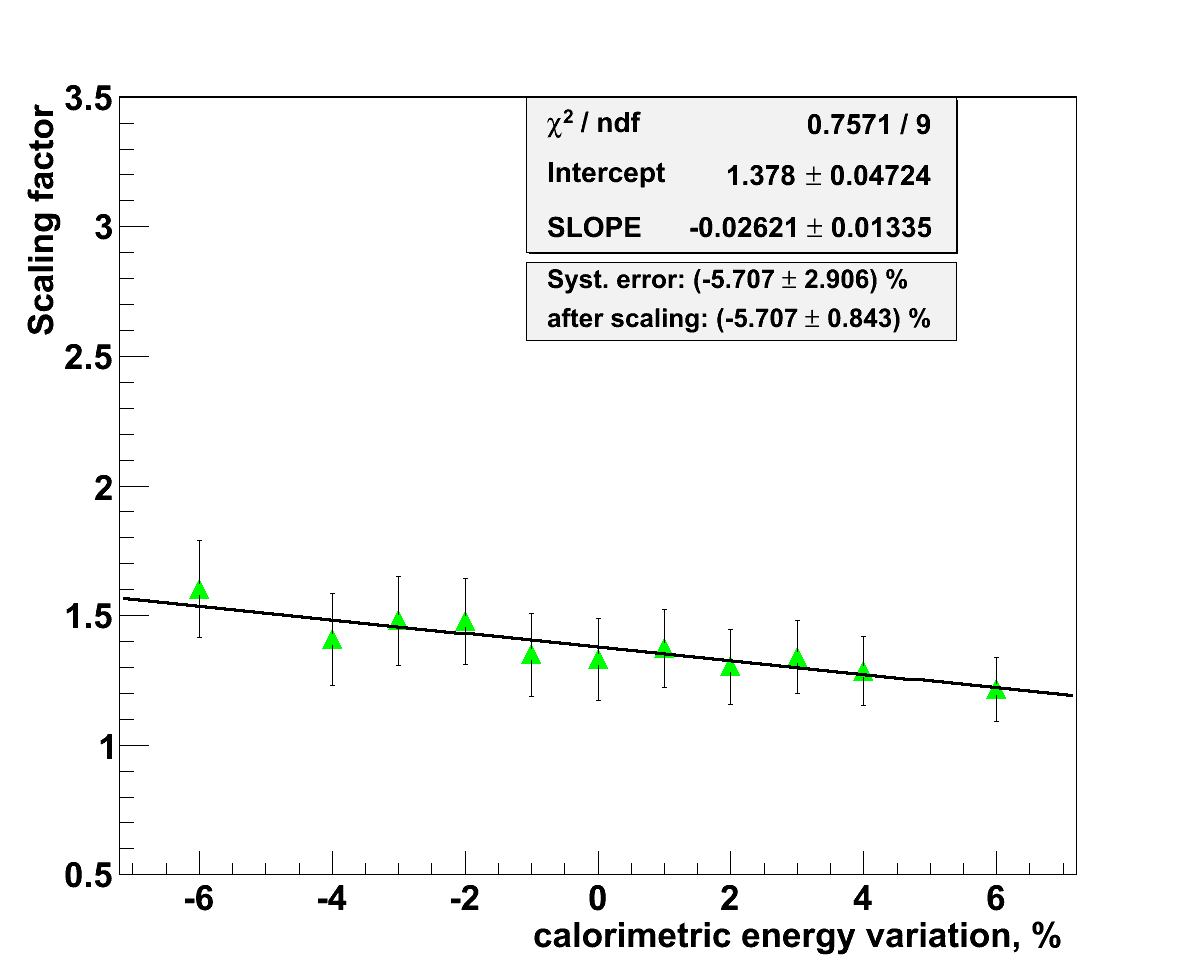 Scaling factor
3.5
3
2.5
2
1.5
1
0.5
χ² / ndf 0.7571 / 9
Intercept 1.378 ± 0.04724
SLOPE -0.02621 ± 0.01335
Syst. error: (-5.707 ± 2.906) %
after scaling: (-5.707 ± 0.843) %
-6 -4 -2 0 2 4 6
calorimetric energy variation, %